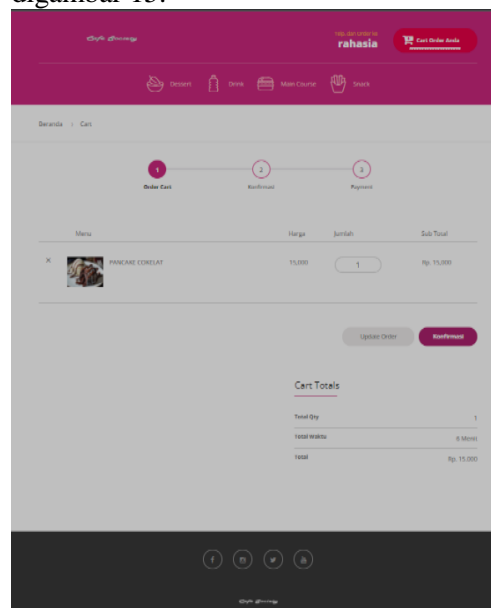 digambar 15.
rahasia
Cart Order Anda
Dessert Drink Main Course Snack
Beranda > Cart
1 2 3
Order Cart Konfirmasi Payment
Menu Harga Jumlah Sub Total
× PANCAKE COKELAT 15,000 1 Rp. 15,000
Update Order Konfirmasi
Cart Totals
Total Qty 1
Total Waktu 6 Menit
Total Rp. 15.000